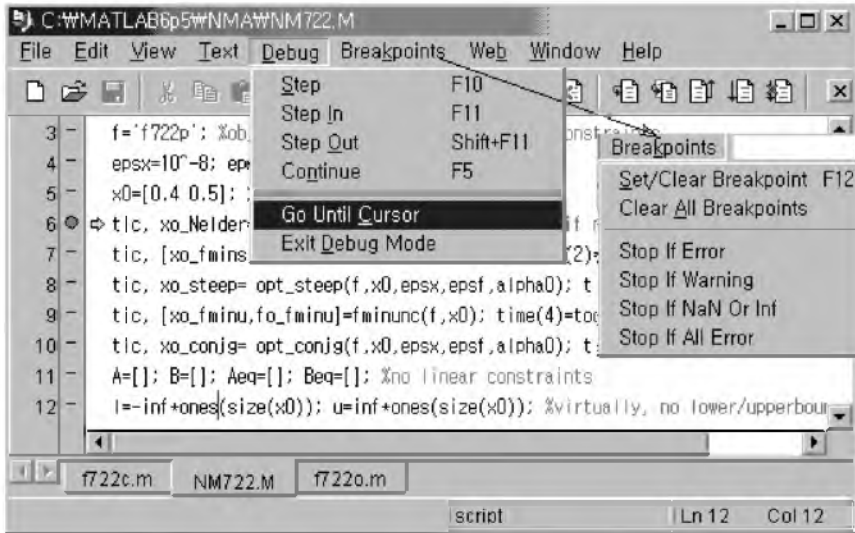 C:₩MATLAB6p5₩NMA₩NM722.M
File Edit View Text Debug Breakpoints Web Window Help
Step F10
Step In F11
Step Out Shift+F11
Continue F5
Go Until Cursor
Exit Debug Mode
Breakpoints
Set/Clear Breakpoint F12
Clear All Breakpoints
Stop If Error
Stop If Warning
Stop If NaN Or Inf
Stop If All Error
3 - f='f722p'; %ob
4 - epsx=10^-8;
5 - x0=[0.4 0.5];
6 tic, xo_Nelder= if
7 - tic, [xo_fmins (2)=
8 - tic, xo_steep= opt_steep(f,x0,epsx,epsf,alpha0); t
9 - tic, [xo_fminu,fo_fminu]=fminunc(f,x0); time(4)=toc
10 - tic, xo_conjg= opt_conjg(f,x0,epsx,epsf,alpha0); t
11 - A=[]; B=[]; Aeq=[]; Beq=[]; %no linear constraints
12 - l=-inf*ones(size(x0)); u=inf*ones(size(x0)); %virtually, no lower/upperbour
f722c.m NM722.M f722o.m
script Ln 12 Col 12